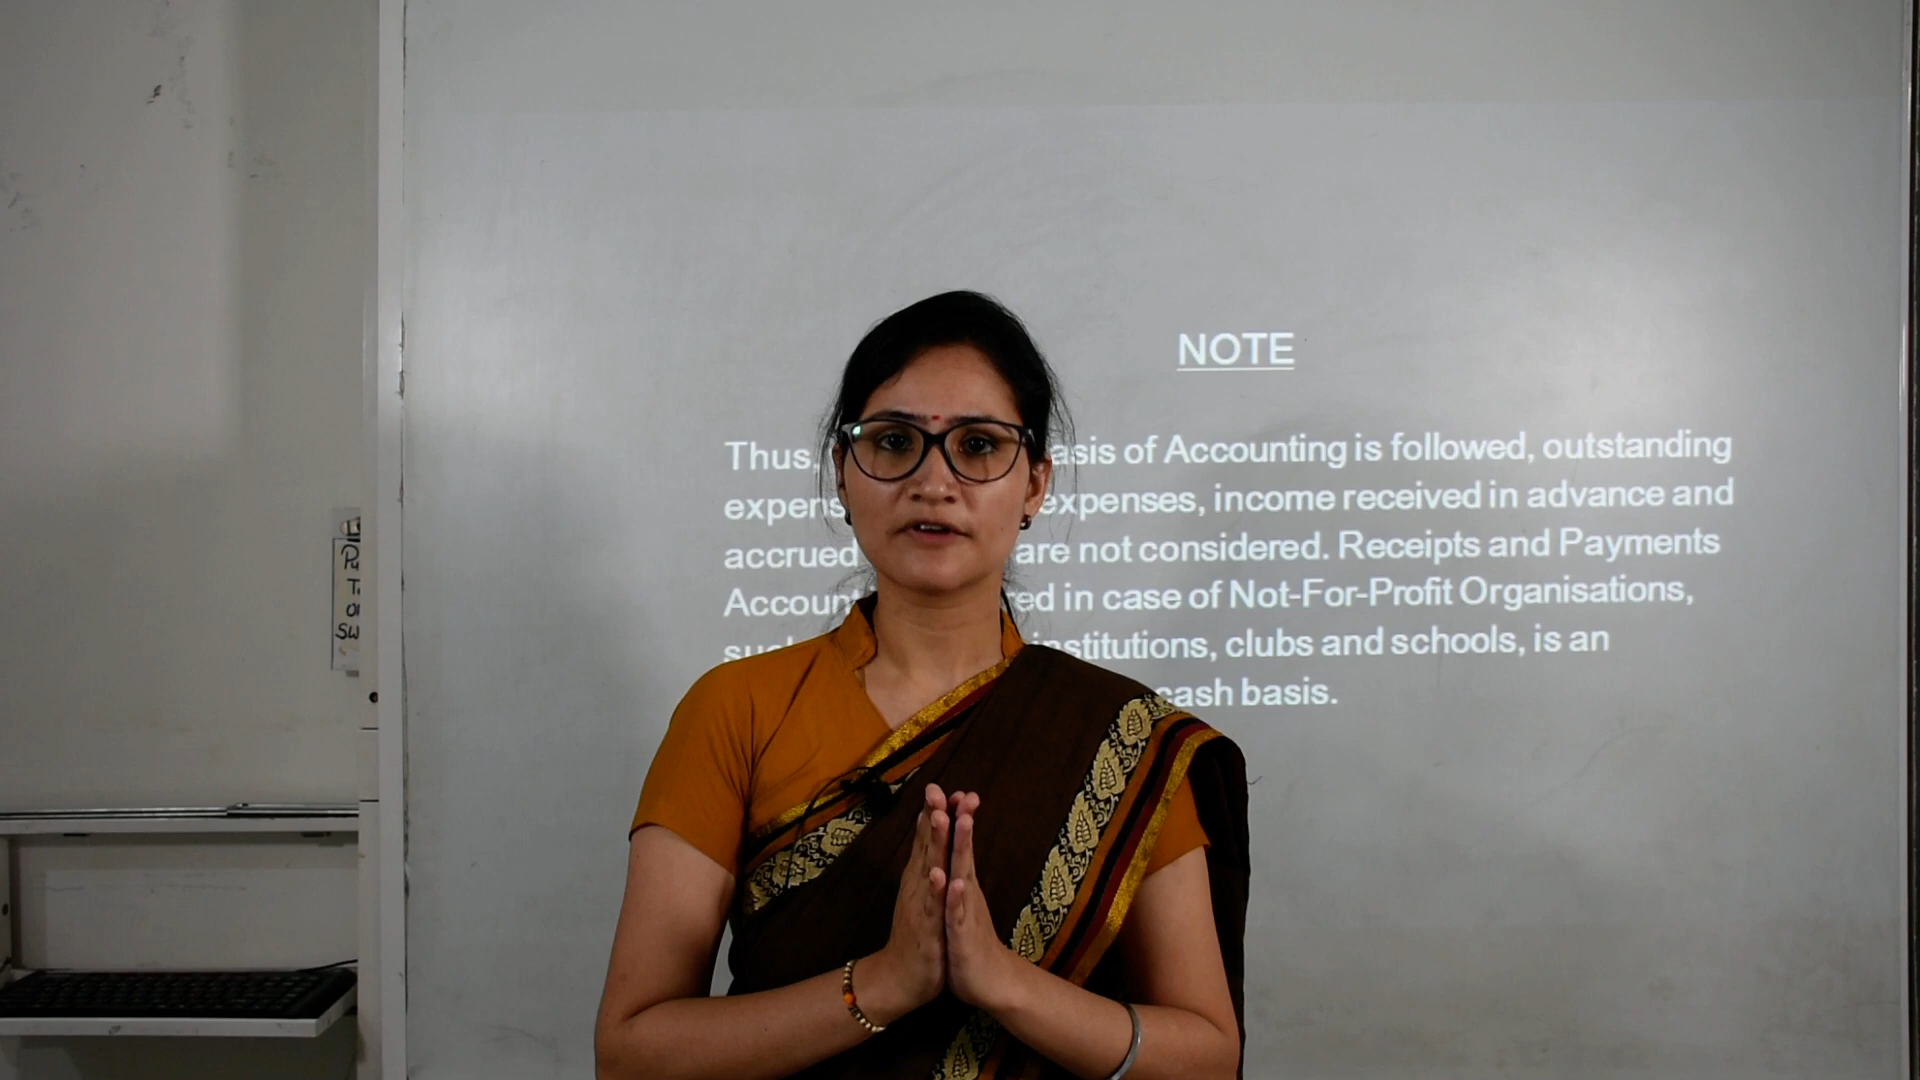 NOTE
Thus, asis of Accounting is followed, outstanding
expens expenses, income received in advance and
accrued are not considered. Receipts and Payments
Accoun red in case of Not-For-Profit Organisations,
such institutions, clubs and schools, is an
cash basis.